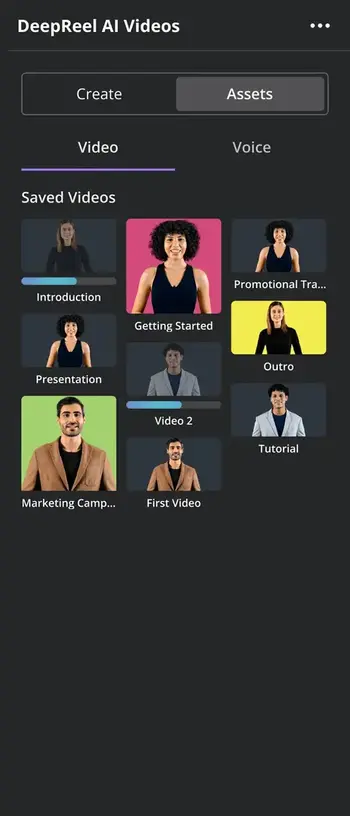 DeepReel AI Videos
Create
Assets
Video
Voice
Saved Videos
Introduction
Getting Started
Promotional Tra...
Presentation
Outro
Video 2
Tutorial
Marketing Camp...
First Video